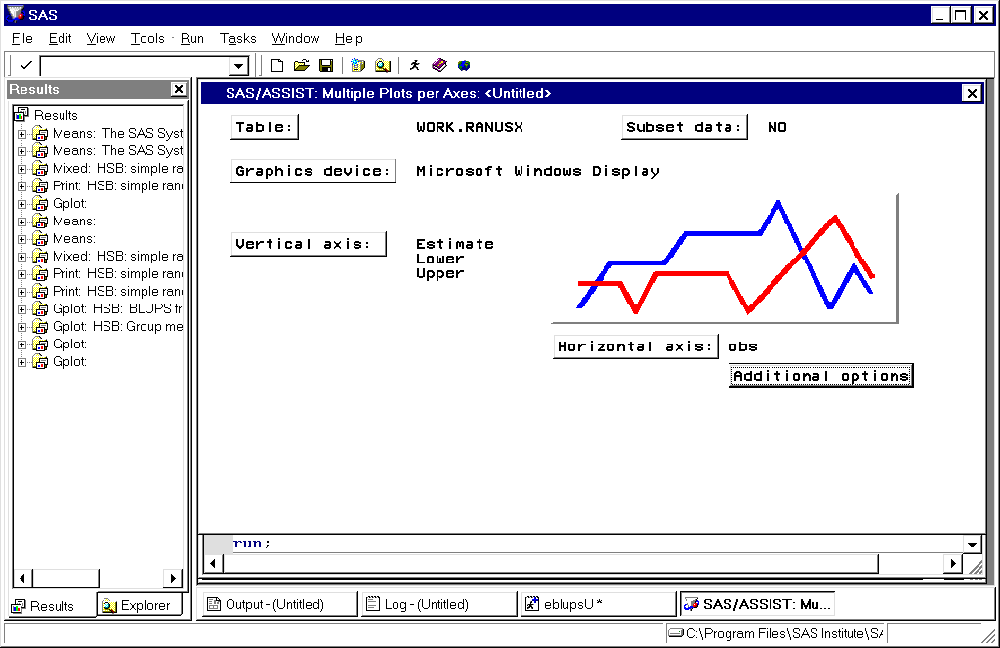 SAS
File Edit View Tools Run Tasks Window Help
Results
SAS/ASSIST: Multiple Plots per Axes: <Untitled>
Results
Means: The SAS Syst
Means: The SAS Syst
Mixed: HSB: simple ra
Print: HSB: simple ran
Gplot:
Means:
Means:
Mixed: HSB: simple ra
Print: HSB: simple ran
Print: HSB: simple ran
Gplot: HSB: BLUPS fr
Gplot: HSB: Group me
Gplot:
Gplot:
Table: WORK.RANUSX Subset data: NO
Graphics device: Microsoft Windows Display
Vertical axis: Estimate
Lower
Upper
Horizontal axis: obs
Additional options
run;
Results Explorer
Output - (Untitled) Log - (Untitled) eblupsU * SAS/ASSIST: Mu...
C:\Program Files\SAS Institute\SA